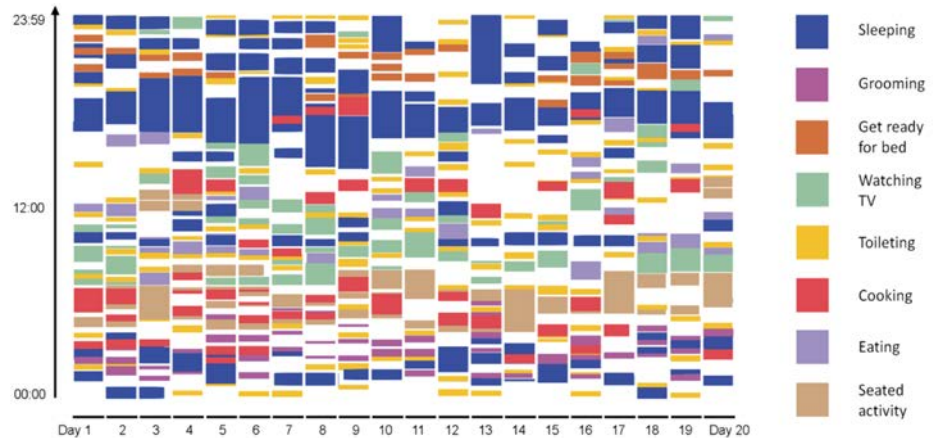 23:59
12:00
00:00
Day 1 2 3 4 5 6 7 8 9 10 11 12 13 14 15 16 17 18 19 Day 20
Sleeping
Grooming
Get ready
for bed
Watching
TV
Toileting
Cooking
Eating
Seated
activity